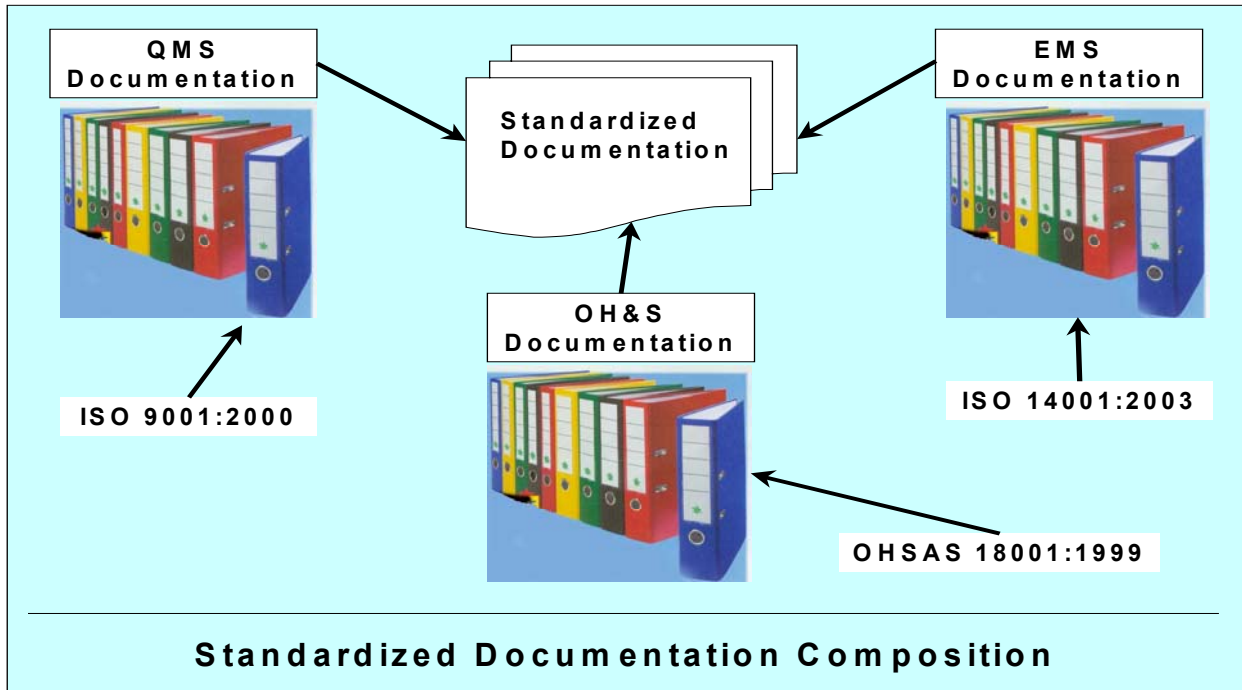 QMS
Documentation
EMS
Documentation
Standardized
Documentation
OH&S
Documentation
ISO 9001:2000
ISO 14001:2003
OHSAS 18001:1999
Standardized Documentation Composition